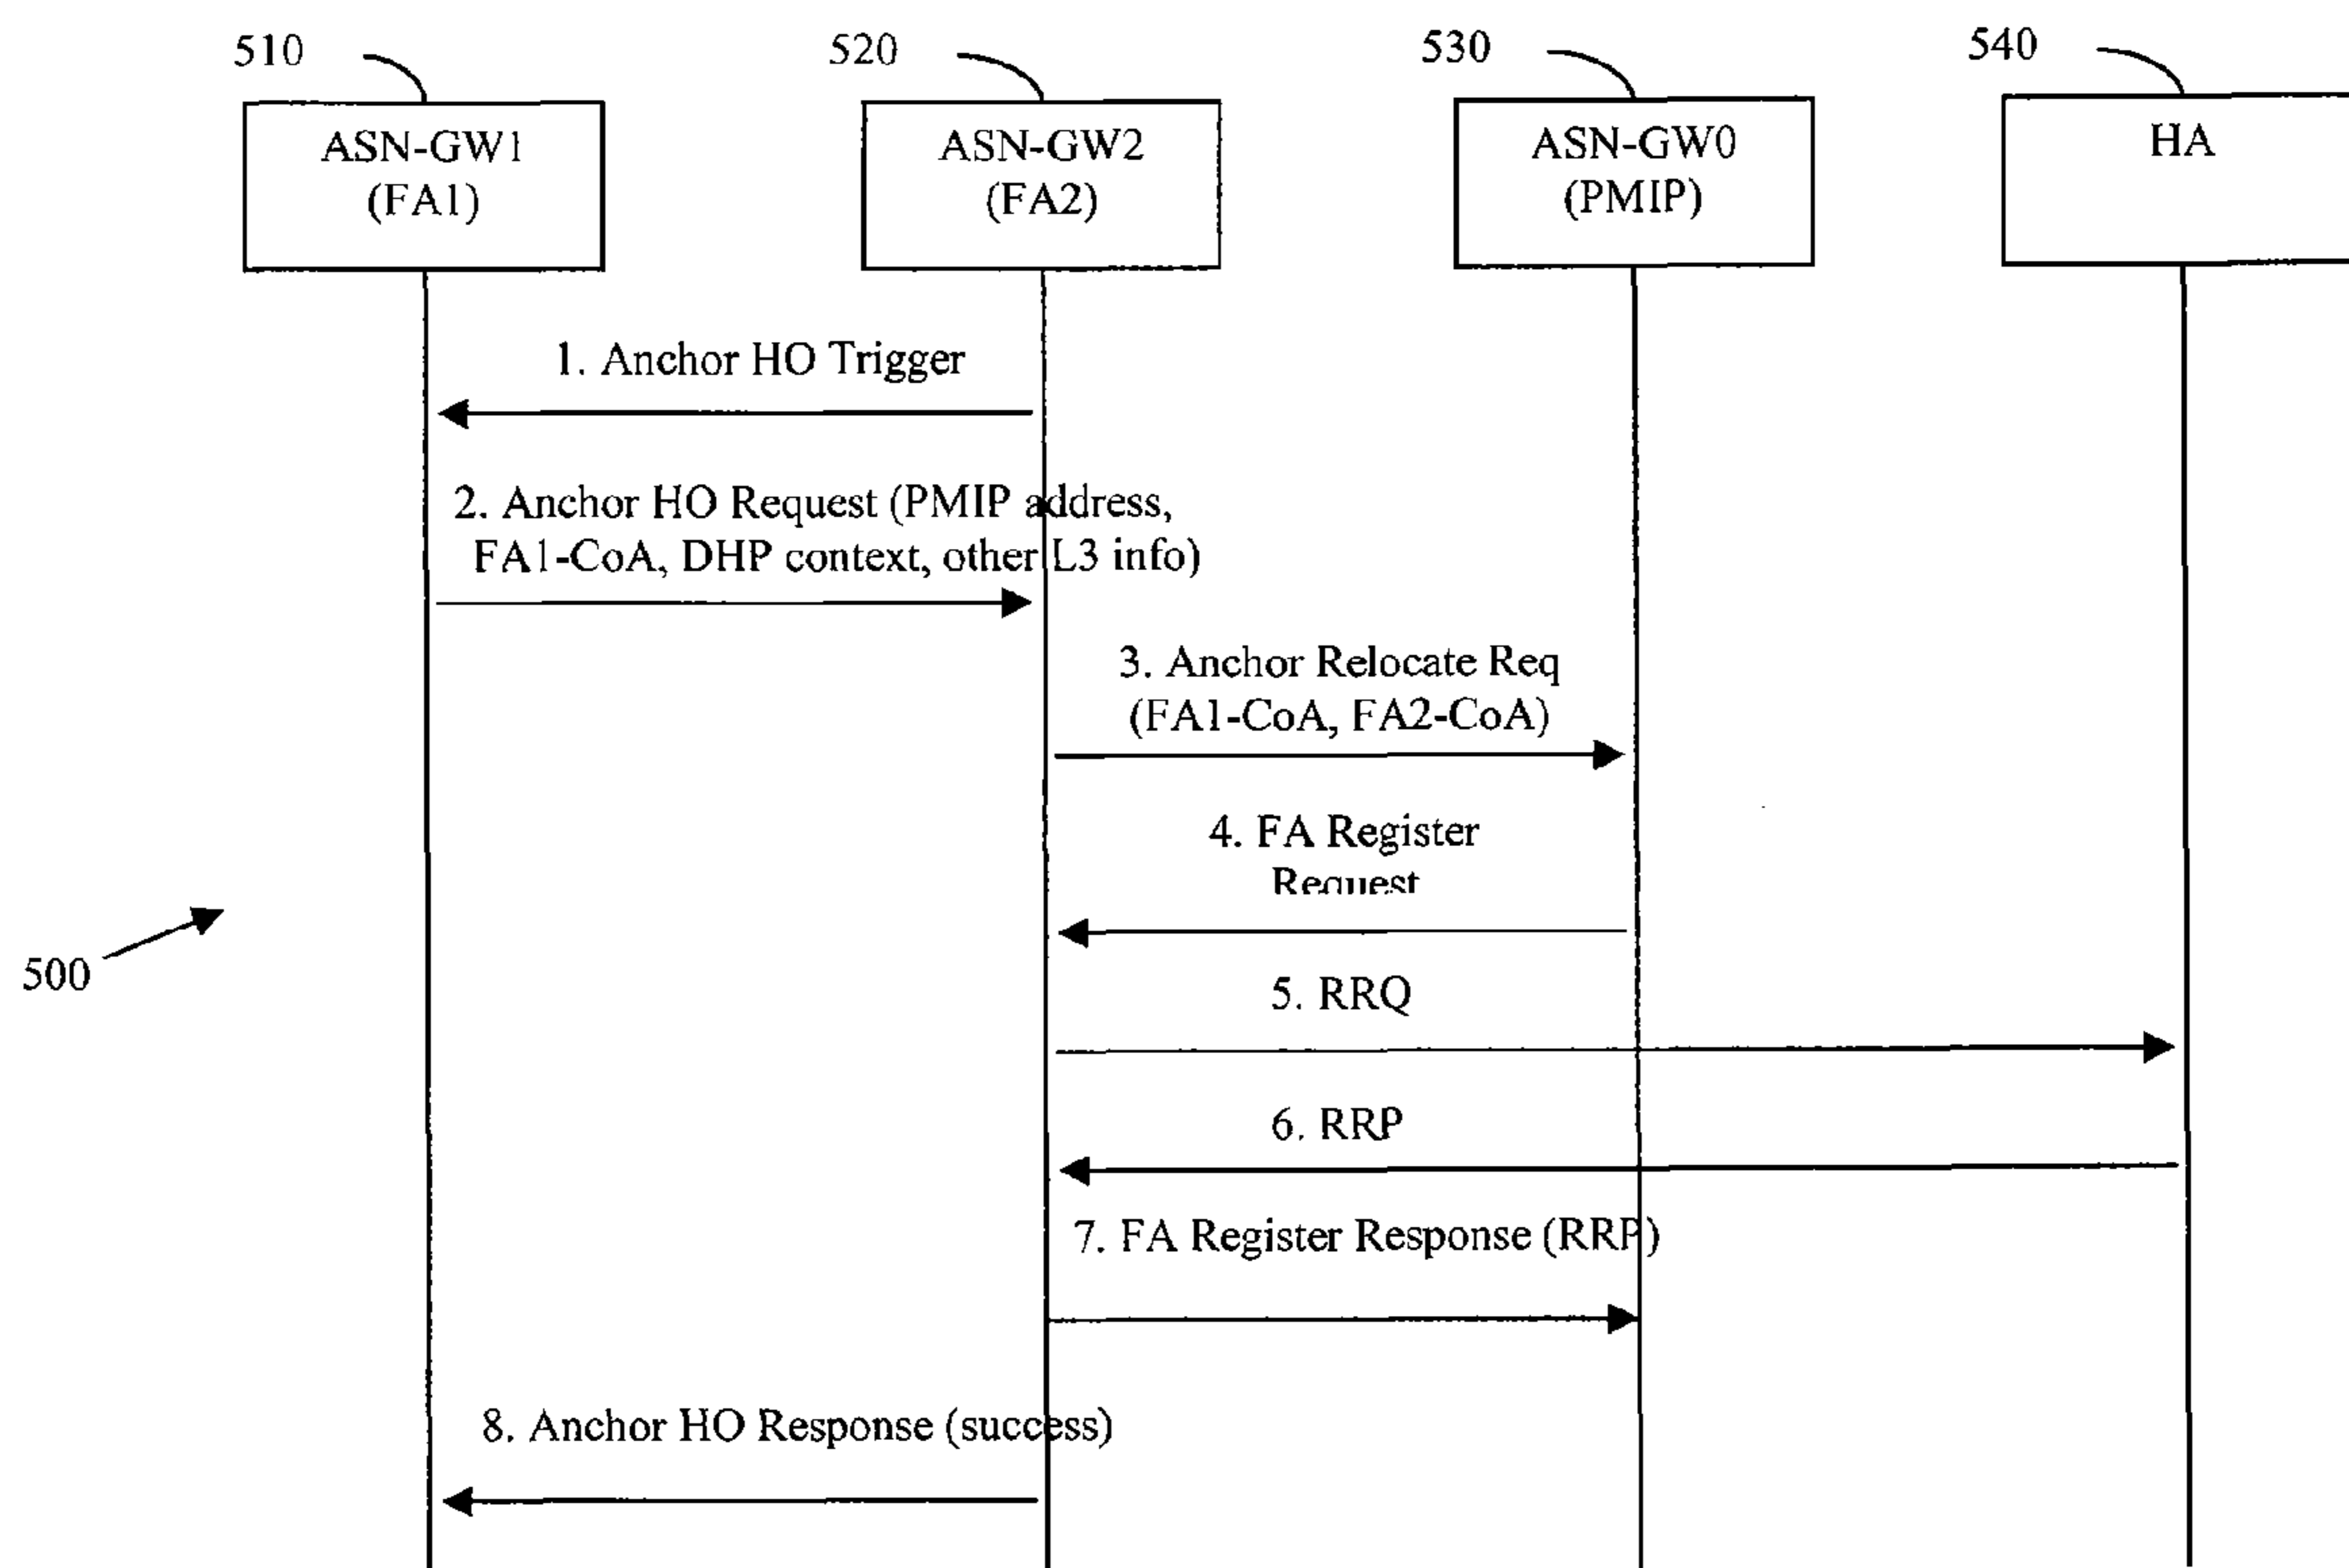 510
520
530
540
ASN-GW1
(FA1)
ASN-GW2
(FA2)
ASN-GW0
(PMIP)
HA
1. Anchor HO Trigger
2. Anchor HO Request (PMIP address,
FA1-CoA, DHP context, other L3 info)
3. Anchor Relocate Req
(FA1-CoA, FA2-CoA)
4. FA Register
Request
500
5. RRQ
6. RRP
7. FA Register Response (RRP)
8. Anchor HO Response (success)